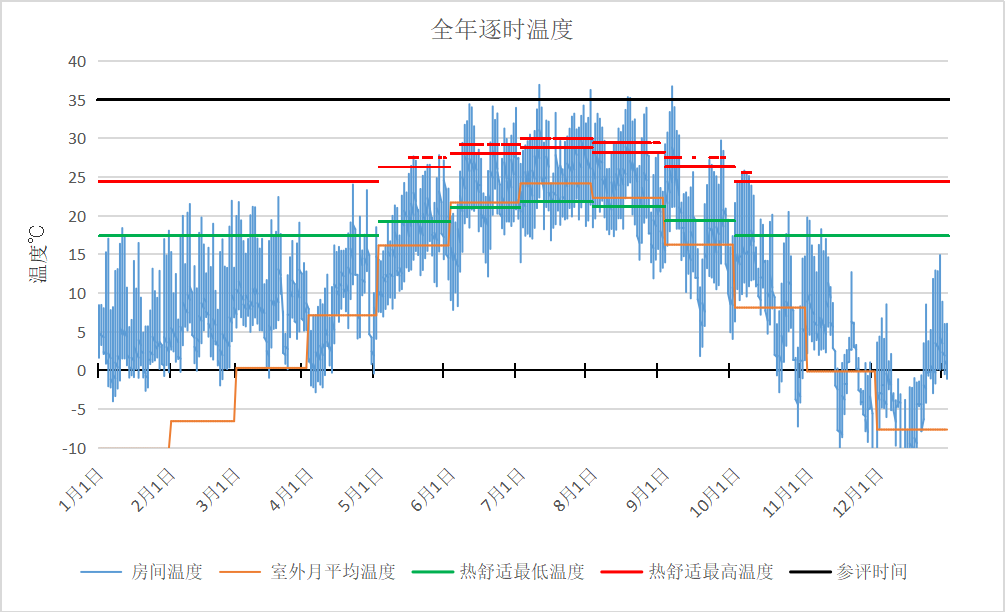 全年逐时温度
40
35
30
25
20
15
10
5
0
-5
-10
温度℃
1月1日
2月1日
3月1日
4月1日
5月1日
6月1日
7月1日
8月1日
9月1日
10月1日
11月1日
12月1日
房间温度 室外月平均温度 热舒适最低温度 热舒适最高温度 参评时间